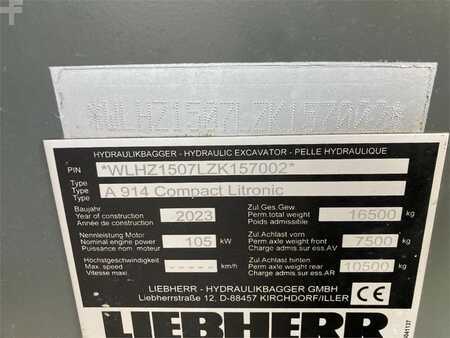 *WLHZ1507LZK157002*
HYDRAULIKBAGGER - HYDRAULIC EXCAVATOR - PELLE HYDRAULIQUE
PIN *WLHZ1507LZK157002*
Type
Type A 914 Compact Litronic
Type
Baujahr
Year of construction 2023
Année de construction
Zul.Ges.Gew.
Perm.total weight 16500 kg
Poids admissible
Nennleistung Motor
Nominal engine power 105 kW
Puissance nom.moteur
Zul.Achslast vorn
Perm axle weight front 7500 kg
Charge admis sur ess.AV
Höchstgeschwindigkeit
Max. speed ----- km/h
Vitesse max.
Zul.Achslast hinten
Perm axle weight rear 10500 kg
Charge admis sur ess.AR
LIEBHERR - HYDRAULIKBAGGER GMBH
Liebherrstraße 12, D-88457 KIRCHDORF/ILLER
CE
LIEBHERR